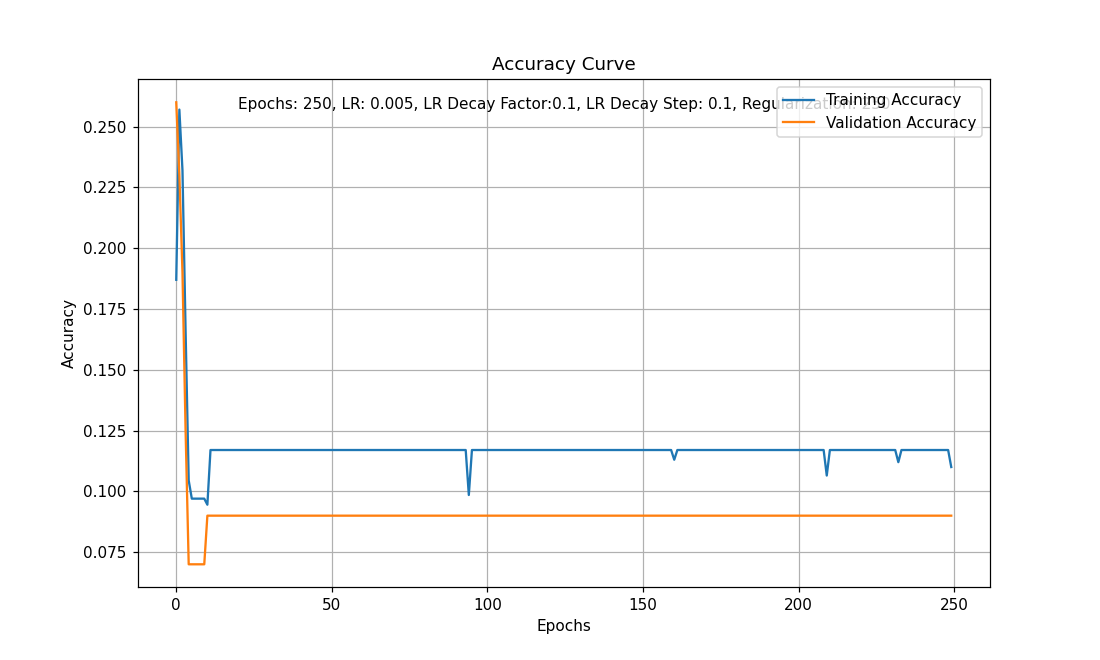 Accuracy Curve
Epochs: 250, LR: 0.005, LR Decay Factor:0.1, LR Decay Step: 0.1, Regularization: 250
Training Accuracy
Validation Accuracy
0.250
0.225
0.200
0.175
0.150
0.125
0.100
0.075
Accuracy
0 50 100 150 200 250
Epochs